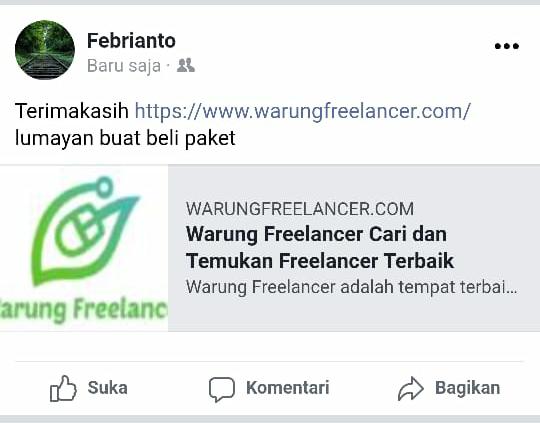 Febrianto
Baru saja ·
Terimakasih https://www.warungfreelancer.com/
lumayan buat beli paket
arung Freelanc
WARUNGFREELANCER.COM
Warung Freelancer Cari dan
Temukan Freelancer Terbaik
Warung Freelancer adalah tempat terbai...
Suka
Komentari
Bagikan